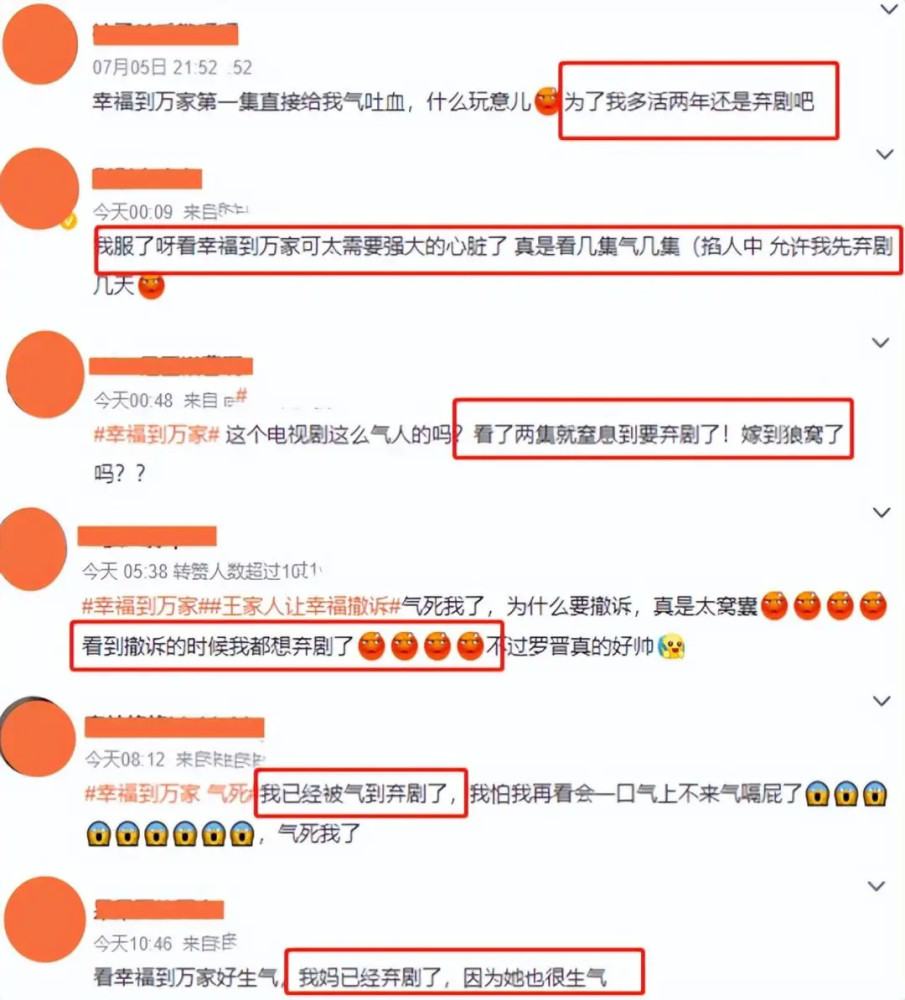 07月05日 21:52
幸福到万家第一集直接给我气吐血，什么玩意儿 为了我多活两年还是弃剧吧
今天00:09 来自
我服了呀看幸福到万家可太需要强大的心脏了 真是看几集气几集（掐人中 允许我先弃剧
几天
今天00:48 来自
#幸福到万家# 这个电视剧这么气人的吗？看了两集就窒息到要弃剧了！嫁到狼窝了
吗？？
今天 05:38 转赞人数超过10
#幸福到万家##王家人让幸福撤诉#气死我了，为什么要撤诉，真是太窝囊
看到撤诉的时候我都想弃剧了 不过罗晋真的好帅
今天08:12 来自
#幸福到万家 气死 我已经被气到弃剧了，我怕我再看会一口气上不来气嗝屁了
，气死我了
今天10:46 来自
看幸福到万家好生气，我妈已经弃剧了，因为她也很生气